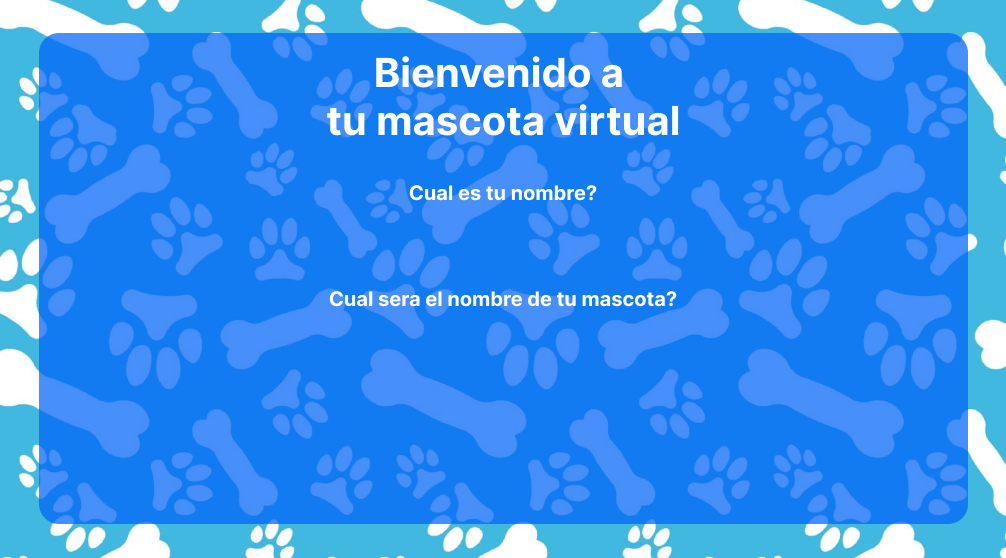 Bienvenido a
tu mascota virtual
Cual es tu nombre?
Cual sera el nombre de tu mascota?